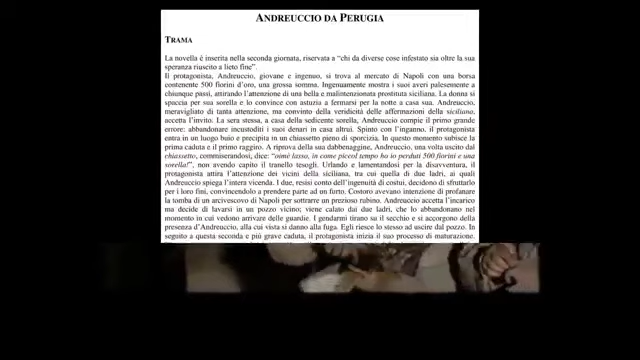 ANDREUCCIO DA PERUGIA
TRAMA
La novella è inserita nella seconda giornata, riservata a “chi da diverse cose infestato sia oltre la sua
speranza riuscito a lieto fine”.
Il protagonista, Andreuccio, giovane e ingenuo, si trova al mercato di Napoli con una borsa
contenente 500 fiorini d’oro, una grossa somma. Ingenuamente mostra i suoi averi palesemente a
chiunque passi, attirando l’attenzione di una bella e malintenzionata prostituta siciliana. La donna si
spaccia per sua sorella e lo convince con astuzia a fermarsi per la notte a casa sua. Andreuccio,
meravigliato di tanta attenzione, ma convinto della veridicità delle affermazioni della siciliana,
accetta l’invito. La sera stessa, a casa della sedicente sorella, Andreuccio compie il primo grande
errore: abbandonare incustoditi i suoi denari in casa altrui. Spinto con l’inganno, il protagonista
entra in un luogo buio e precipita in un chiassetto pieno di sporcizia. In questo momento subisce la
prima caduta e il primo raggiro. A riprova della sua dabbenaggine, Andreuccio, una volta uscito dal
chiassetto, commiserandosi, dice: “oimè lasso, in come piccol tempo ho io perduti 500 fiorini e una
sorella!”, non avendo capito il tranello tesogli. Urlando e lamentandosi per la disavventura, il
protagonista attira l’attenzione dei vicini della siciliana, tra cui quella di due ladri, ai quali
Andreuccio spiega l’intera vicenda. I due, resisi conto dell’ingenuità di costui, decidono di sfruttarlo
per i loro fini, convincendolo a prendere parte ad un furto. Costoro avevano intenzione di profanare
la tomba di un arcivescovo di Napoli per sottrarre un prezioso rubino. Andreuccio accetta l’incarico
ma decide di lavarsi in un pozzo vicino; viene calato dai due ladri, che lo abbandonano nel
momento in cui vedono arrivare delle guardie. I gendarmi tirano su il secchio e si accorgono della
presenza d’Andreuccio, alla cui vista si danno alla fuga. Egli riesce lo stesso ad uscire dal pozzo. In
seguito a questa seconda e più grave caduta, il protagonista inizia il suo processo di maturazione.